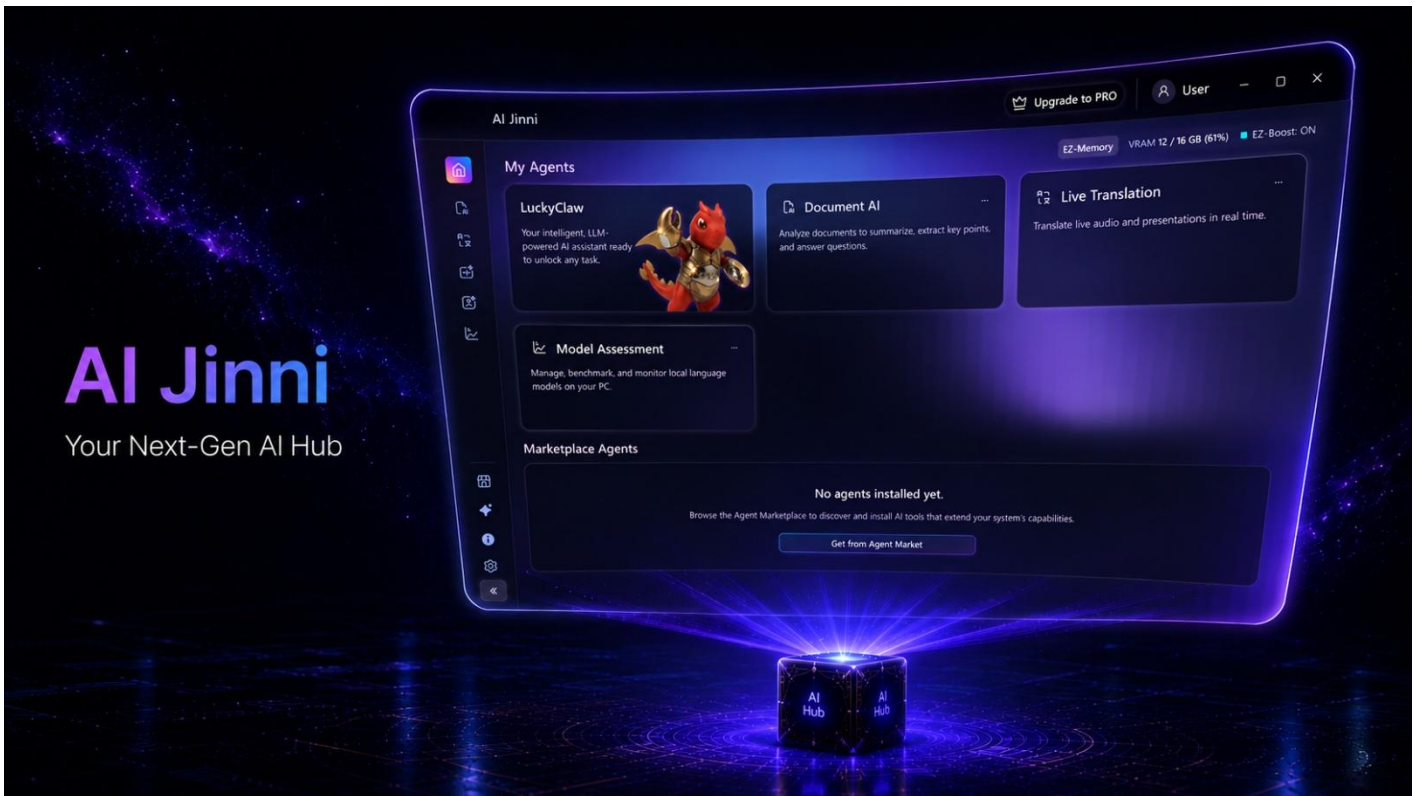 AI Jinni
Your Next-Gen AI Hub
AI Jinni
Upgrade to PRO
User
EZ-Memory
VRAM 12 / 16 GB (61%)
EZ-Boost: ON
My Agents
LuckyClaw
Your intelligent, LLM-
powered AI assistant ready
to unlock any task.
Document AI
Analyze documents to summarize, extract key points,
and answer questions.
Live Translation
Translate live audio and presentations in real time.
Model Assessment
Manage, benchmark, and monitor local language
models on your PC.
Marketplace Agents
No agents installed yet.
Browse the Agent Marketplace to discover and install AI tools that extend your system's capabilities.
Get from Agent Market
AI
Hub
AI
Hub